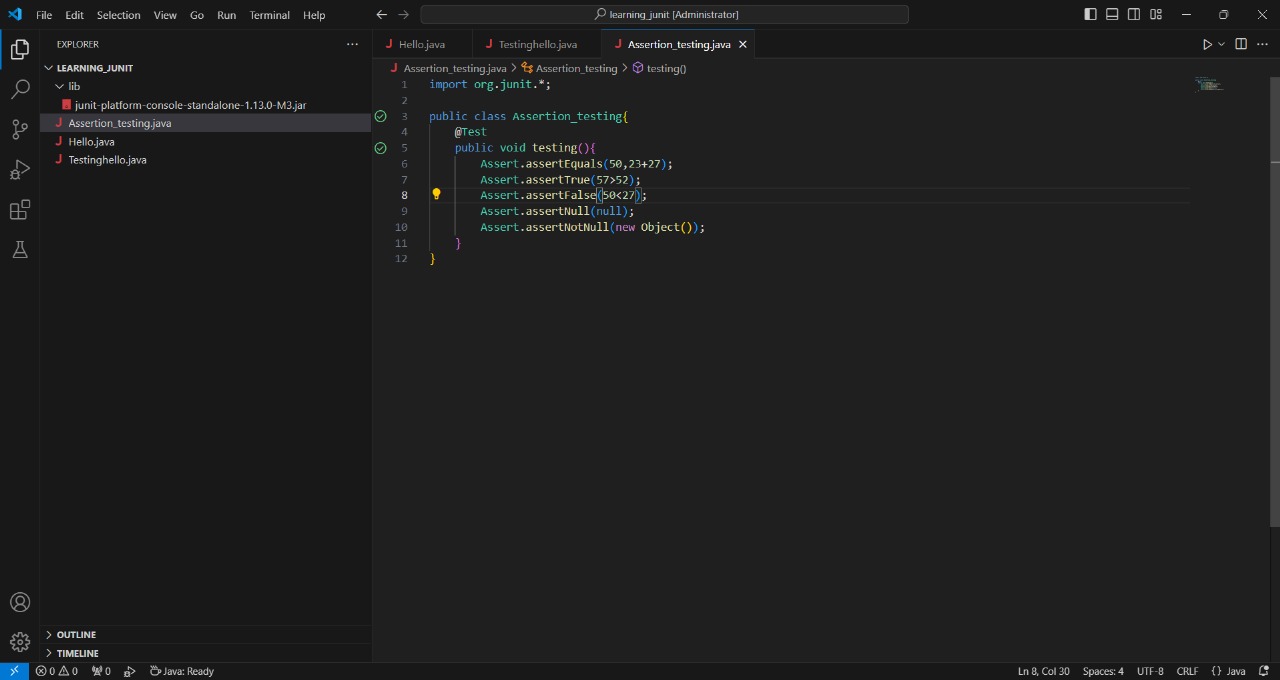 File Edit Selection View Go Run Terminal Help
learning_junit [Administrator]
EXPLORER
LEARNING_JUNIT
lib
junit-platform-console-standalone-1.13.0-M3.jar
Assertion_testing.java
Hello.java
Testinghello.java
OUTLINE
TIMELINE
Hello.java Testinghello.java Assertion_testing.java
Assertion_testing.java > Assertion_testing > testing()
1 import org.junit.*;
2
3 public class Assertion_testing{
4 @Test
5 public void testing(){
6 Assert.assertEquals(50,23+27);
7 Assert.assertTrue(57>52);
8 Assert.assertFalse(50<27);
9 Assert.assertNull(null);
10 Assert.assertNotNull(new Object());
11 }
12 }
0 0 0 Java: Ready Ln 8, Col 30 Spaces: 4 UTF-8 CRLF {} Java